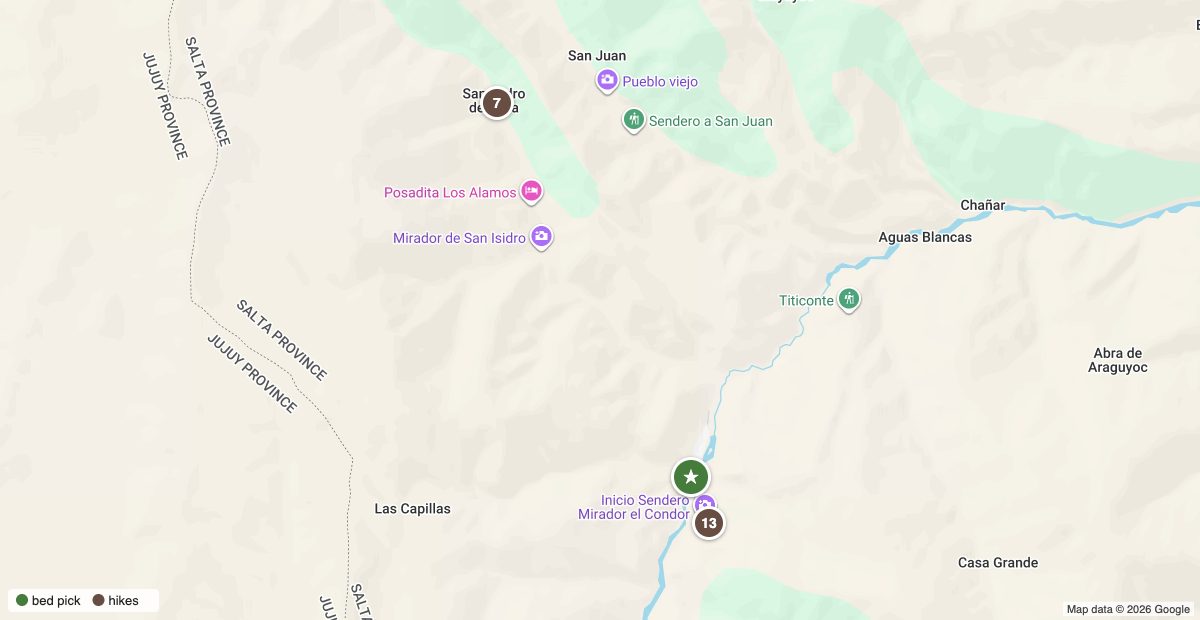 SALTA PROVINCE
JUJUY PROVINCE
San Juan
Pueblo viejo
7
Sendero a San Juan
Posadita Los Alamos
Mirador de San Isidro
Chañar
Aguas Blancas
Titiconte
SALTA PROVINCE
JUJUY PROVINCE
Abra de
Araguyoc
Las Capillas
Inicio Sendero
Mirador el Condor
13
Casa Grande
bed pick
hikes
Map data © 2026 Google